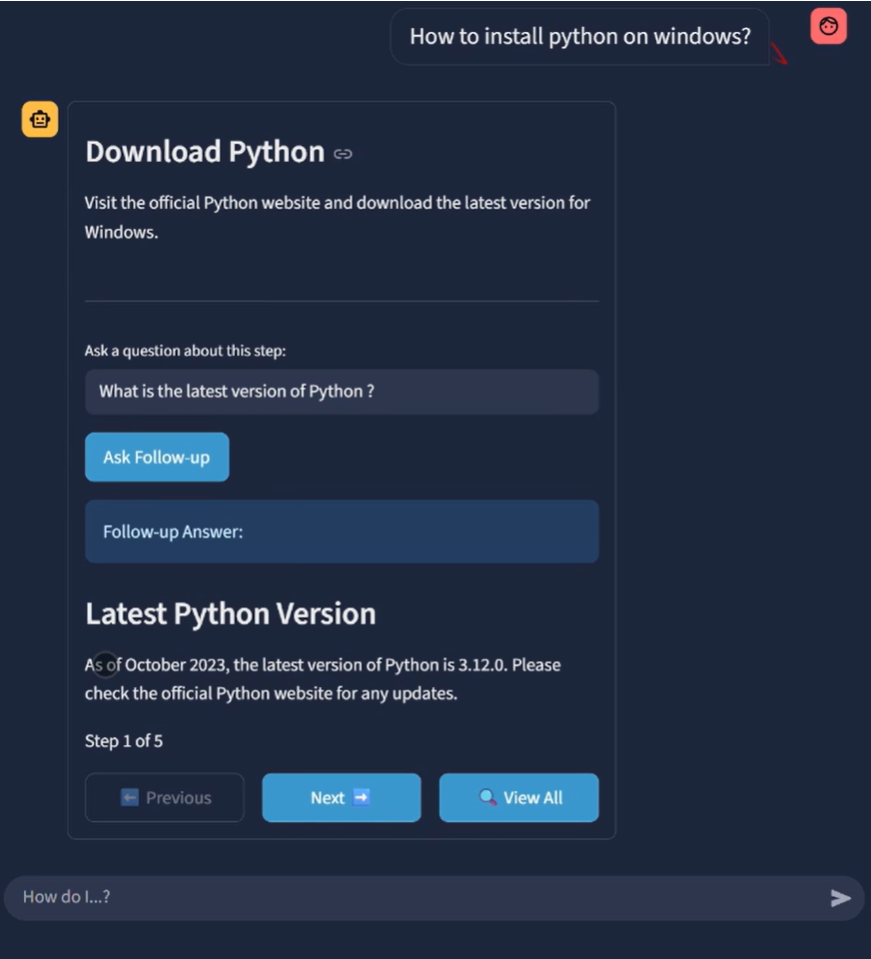 How to install python on windows?
Download Python
Visit the official Python website and download the latest version for
Windows.
Ask a question about this step:
What is the latest version of Python ?
Ask Follow-up
Follow-up Answer:
Latest Python Version
As of October 2023, the latest version of Python is 3.12.0. Please
check the official Python website for any updates.
Step 1 of 5
Previous
Next
View All
How do I...?